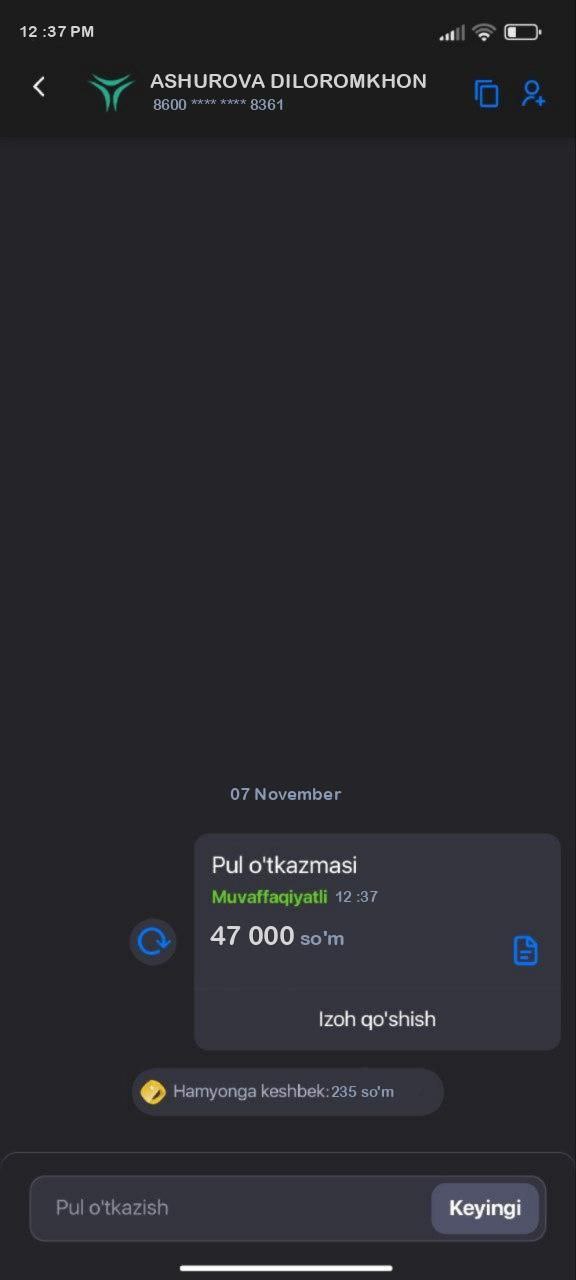 12 :37 PM
ASHUROVA DILOROMKHON
8600 **** **** 8361
07 November
Pul o'tkazmasi
Muvaffaqiyatli 12 :37
47 000 so'm
Izoh qo'shish
Hamyonga keshbek: 235 so'm
Pul o'tkazish
Keyingi